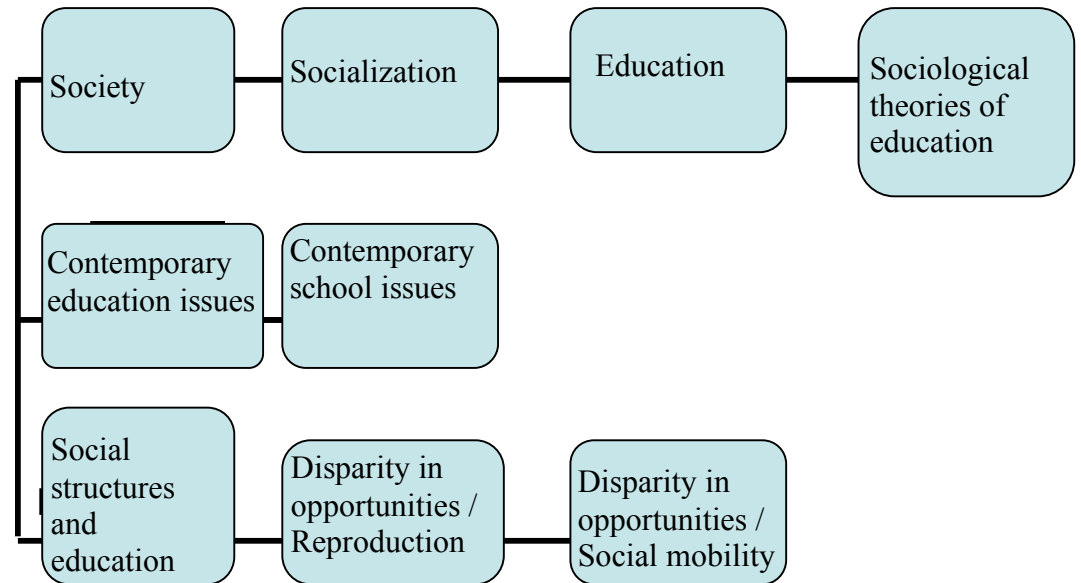 Society
Socialization
Education
Sociological
theories of
education
Contemporary
education issues
Contemporary
school issues
Social
structures
and
education
Disparity in
opportunities /
Reproduction
Disparity in
opportunities /
Social mobility